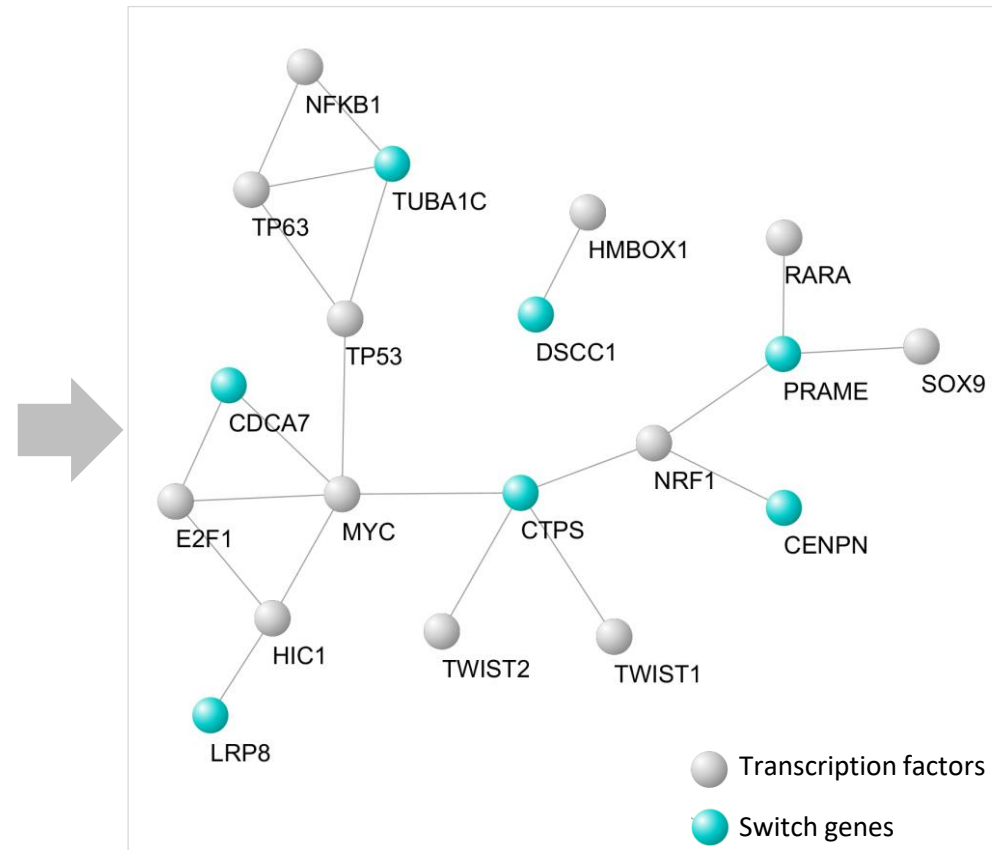 NFKB1
TUBA1C
TP63
HMBOX1
RARA
TP53
DSCC1
PRAME
SOX9
CDCA7
NRF1
E2F1
MYC
CTPS
CENPN
HIC1
TWIST2
TWIST1
LRP8
Transcription factors
Switch genes